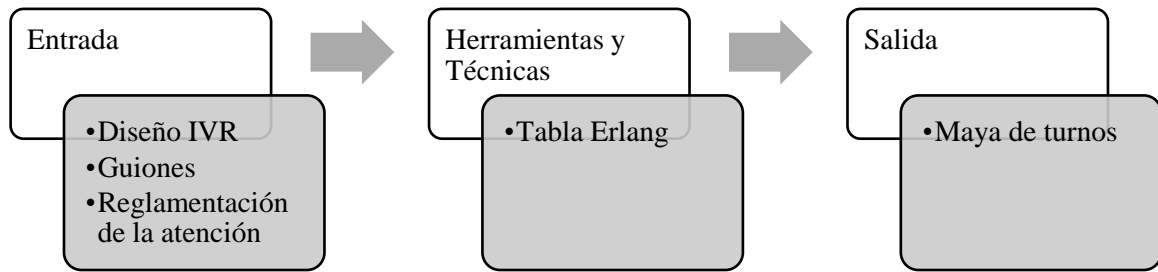 Entrada
•Diseño IVR
•Guiones
•Reglamentación
de la atención
Herramientas y
Técnicas
•Tabla Erlang
Salida
•Maya de turnos